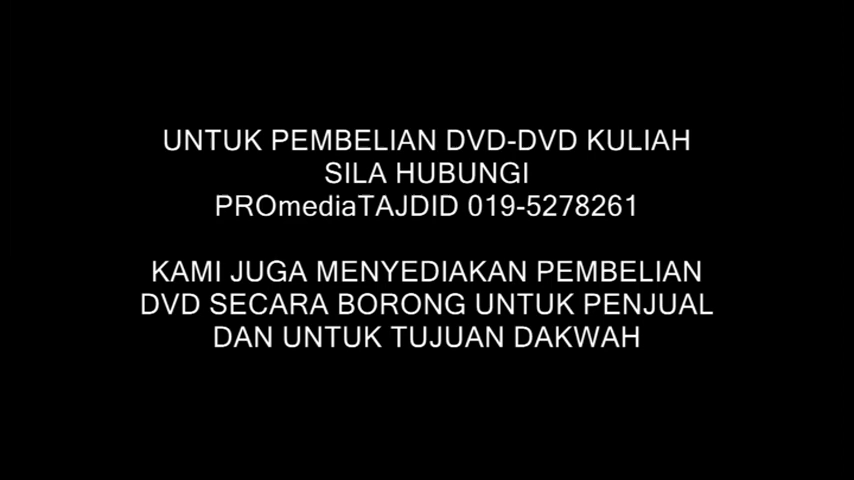 UNTUK PEMBELIAN DVD-DVD KULIAH
SILA HUBUNGI
PROmediaTAJDID 019-5278261
KAMI JUGA MENYEDIAKAN PEMBELIAN
DVD SECARA BORONG UNTUK PENJUAL
DAN UNTUK TUJUAN DAKWAH